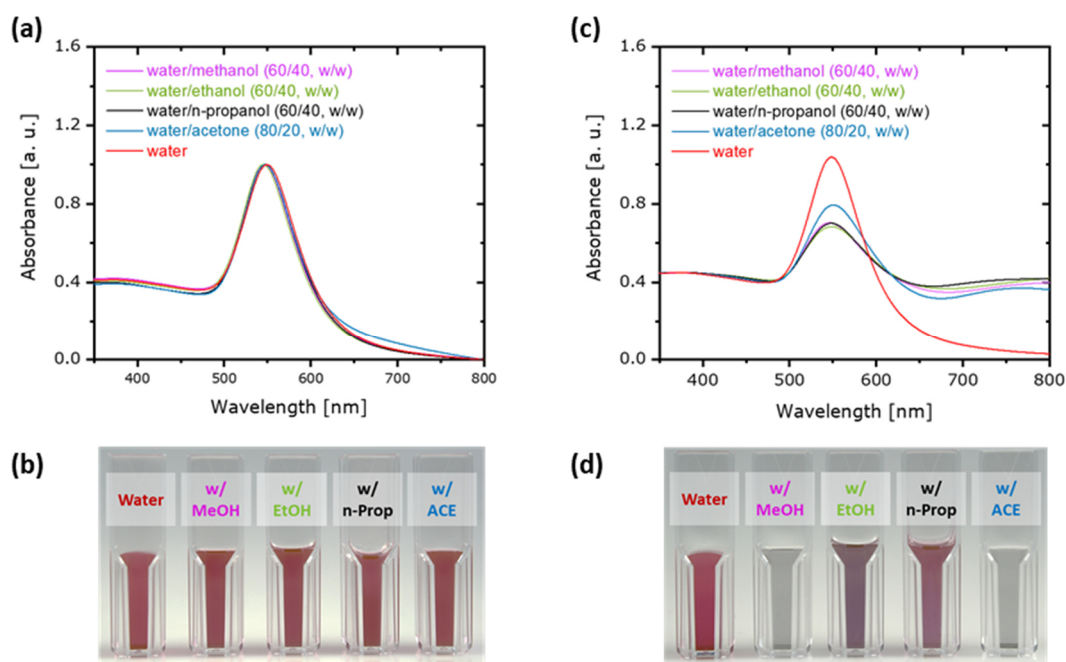 (a)
1.6
1.2
0.8
0.4
0.0
Absorbance [a. u.]
water/methanol (60/40, w/w)
water/ethanol (60/40, w/w)
water/n-propanol (60/40, w/w)
water/acetone (80/20, w/w)
water
400 500 600 700 800
Wavelength [nm]
(c)
1.6
1.2
0.8
0.4
0.0
Absorbance [a. u.]
water/methanol (60/40, w/w)
water/ethanol (60/40, w/w)
water/n-propanol (60/40, w/w)
water/acetone (80/20, w/w)
water
400 500 600 700 800
Wavelength [nm]
(b)
Water
w/
MeOH
w/
EtOH
w/
n-Prop
w/
ACE
(d)
Water
w/
MeOH
w/
EtOH
w/
n-Prop
w/
ACE